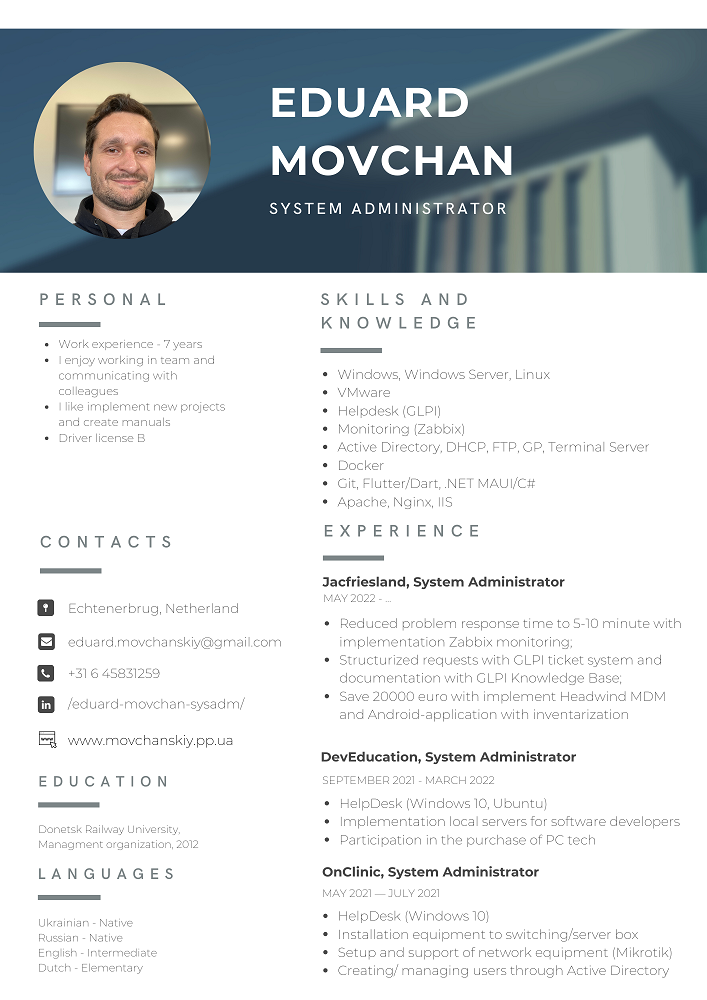 EDUARD
MOVCHAN
SYSTEM ADMINISTRATOR
PERSONAL
Work experience - 7 years
I enjoy working in team and
communicating with
colleagues
I like implement new projects
and create manuals
Driver license B
CONTACTS
Echtenerbrug, Netherland
eduard.movchanskiy@gmail.com
+31 6 45831259
/eduard-movchan-sysadm/
www.movchanskiy.pp.ua
EDUCATION
Donetsk Railway University,
Managment organization, 2012
LANGUAGES
Ukrainian - Native
Russian - Native
English - Intermediate
Dutch - Elementary
SKILLS AND
KNOWLEDGE
Windows, Windows Server, Linux
VMware
Helpdesk (GLPI)
Monitoring (Zabbix)
Active Directory, DHCP, FTP, GP, Terminal Server
Docker
Git, Flutter/Dart, .NET MAUI/C#
Apache, Nginx, IIS
EXPERIENCE
Jacfriesland, System Administrator
MAY 2022 - ...
Reduced problem response time to 5-10 minute with
implementation Zabbix monitoring;
Structurized requests with GLPI ticket system and
documentation with GLPI Knowledge Base;
Save 20000 euro with implement Headwind MDM
and Android-application with inventarization
DevEducation, System Administrator
SEPTEMBER 2021 - MARCH 2022
HelpDesk (Windows 10, Ubuntu)
Implementation local servers for software developers
Participation in the purchase of PC tech
OnClinic, System Administrator
MAY 2021 — JULY 2021
HelpDesk (Windows 10)
Installation equipment to switching/server box
Setup and support of network equipment (Mikrotik)
Creating/ managing users through Active Directory